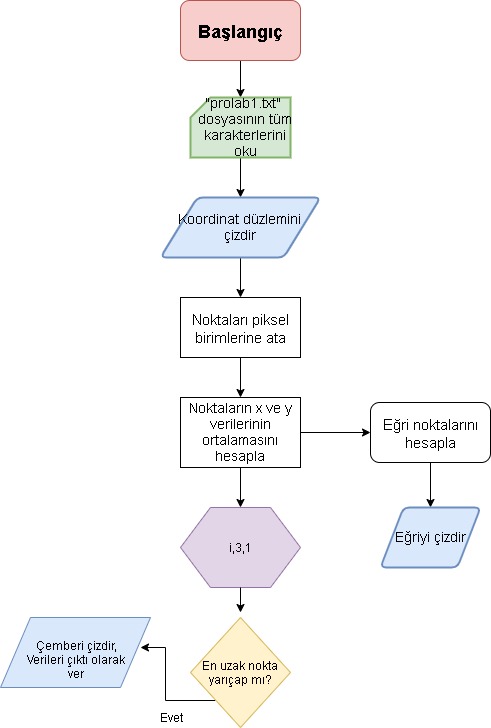 Başlangıç
"prolab1.txt"
dosyasının tüm
karakterlerini
oku
Koordinat düzlemini
çizdir
Noktaları piksel
birimlerine ata
Noktaların x ve y
verilerinin
ortalamasını
hesapla
Eğri noktalarını
hesapla
Eğriyi çizdir
i,3,1
En uzak nokta
yarıçap mı?
Evet
Çemberi çizdir,
Verileri çıktı olarak
ver